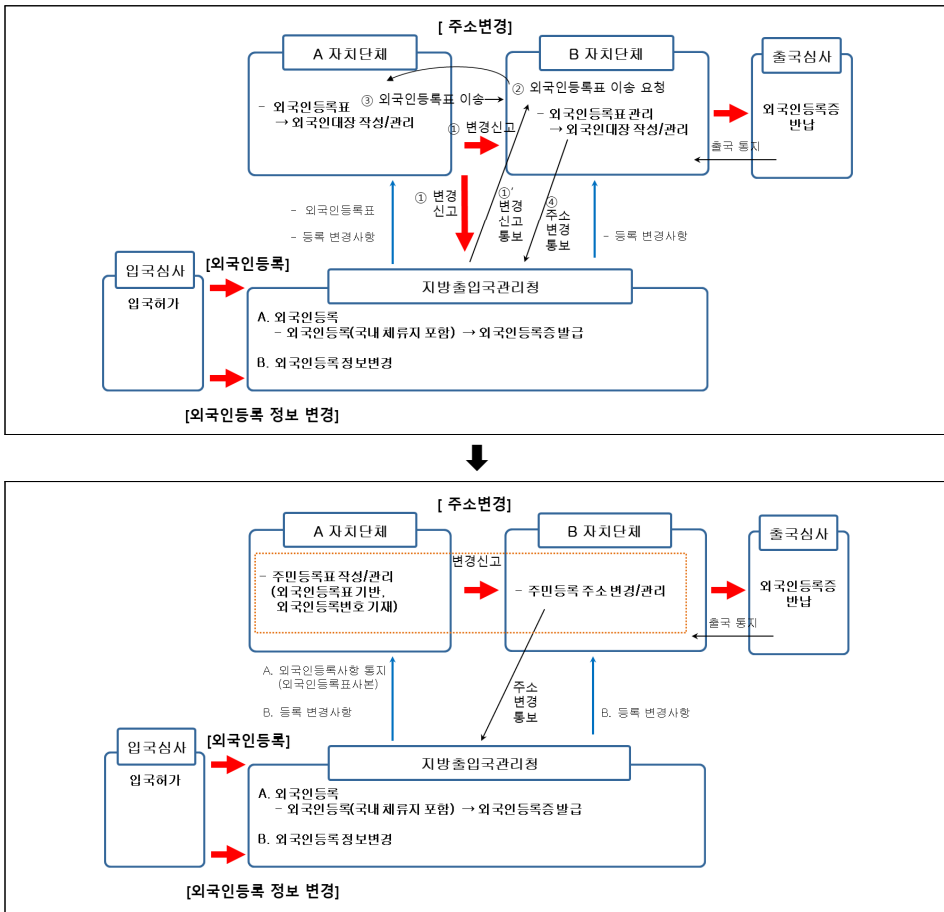 [ 주소변경]
A 자치단체
B 자치단체
출국심사
② 외국인등록표 이송 요청
③ 외국인등록표 이송
- 외국인등록표
→ 외국인대장 작성/관리
① 변경신고
- 외국인등록표 관리
→ 외국인대장 작성/관리
외국인등록증
반납
출국 통지
① 변경
신고
①′
변경
신고
통보
④
주소
변경
통보
- 외국인등록표
- 등록 변경사항
- 등록 변경사항
[외국인등록]
입국심사
입국허가
지방출입국관리청
A. 외국인등록
- 외국인등록(국내 체류지 포함) → 외국인등록증 발급
B. 외국인등록 정보변경
[외국인등록 정보 변경]
[ 주소변경]
A 자치단체
B 자치단체
출국심사
변경신고
- 주민등록표 작성/관리
(외국인등록표 기반,
외국인등록번호 기재)
- 주민등록 주소 변경/관리
외국인등록증
반납
출국 통지
A. 외국인등록사항 통지
(외국인등록표사본)
B. 등록 변경사항
주소
변경
통보
B. 등록 변경사항
[외국인등록]
입국심사
입국허가
지방출입국관리청
A. 외국인등록
- 외국인등록(국내 체류지 포함) → 외국인등록증 발급
B. 외국인등록 정보변경
[외국인등록 정보 변경]